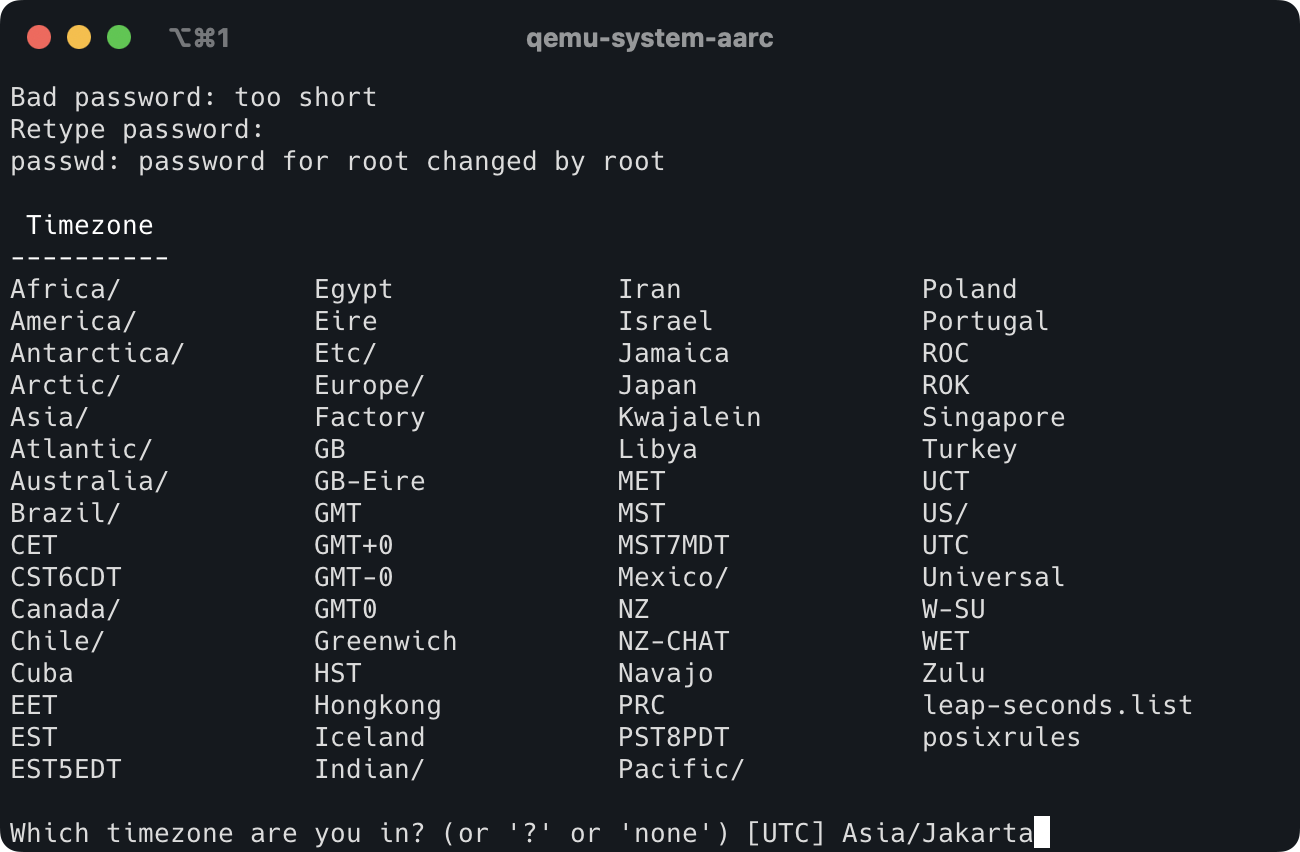 ⌥⌘1 qemu-system-aarc
Bad password: too short
Retype password:
passwd: password for root changed by root
Timezone
----------
Africa/ Egypt Iran Poland
America/ Eire Israel Portugal
Antarctica/ Etc/ Jamaica ROC
Arctic/ Europe/ Japan ROK
Asia/ Factory Kwajalein Singapore
Atlantic/ GB Libya Turkey
Australia/ GB-Eire MET UCT
Brazil/ GMT MST US/
CET GMT+0 MST7MDT UTC
CST6CDT GMT-0 Mexico/ Universal
Canada/ GMT0 NZ W-SU
Chile/ Greenwich NZ-CHAT WET
Cuba HST Navajo Zulu
EET Hongkong PRC leap-seconds.list
EST Iceland PST8PDT posixrules
EST5EDT Indian/ Pacific/
Which timezone are you in? (or '?' or 'none') [UTC] Asia/Jakarta